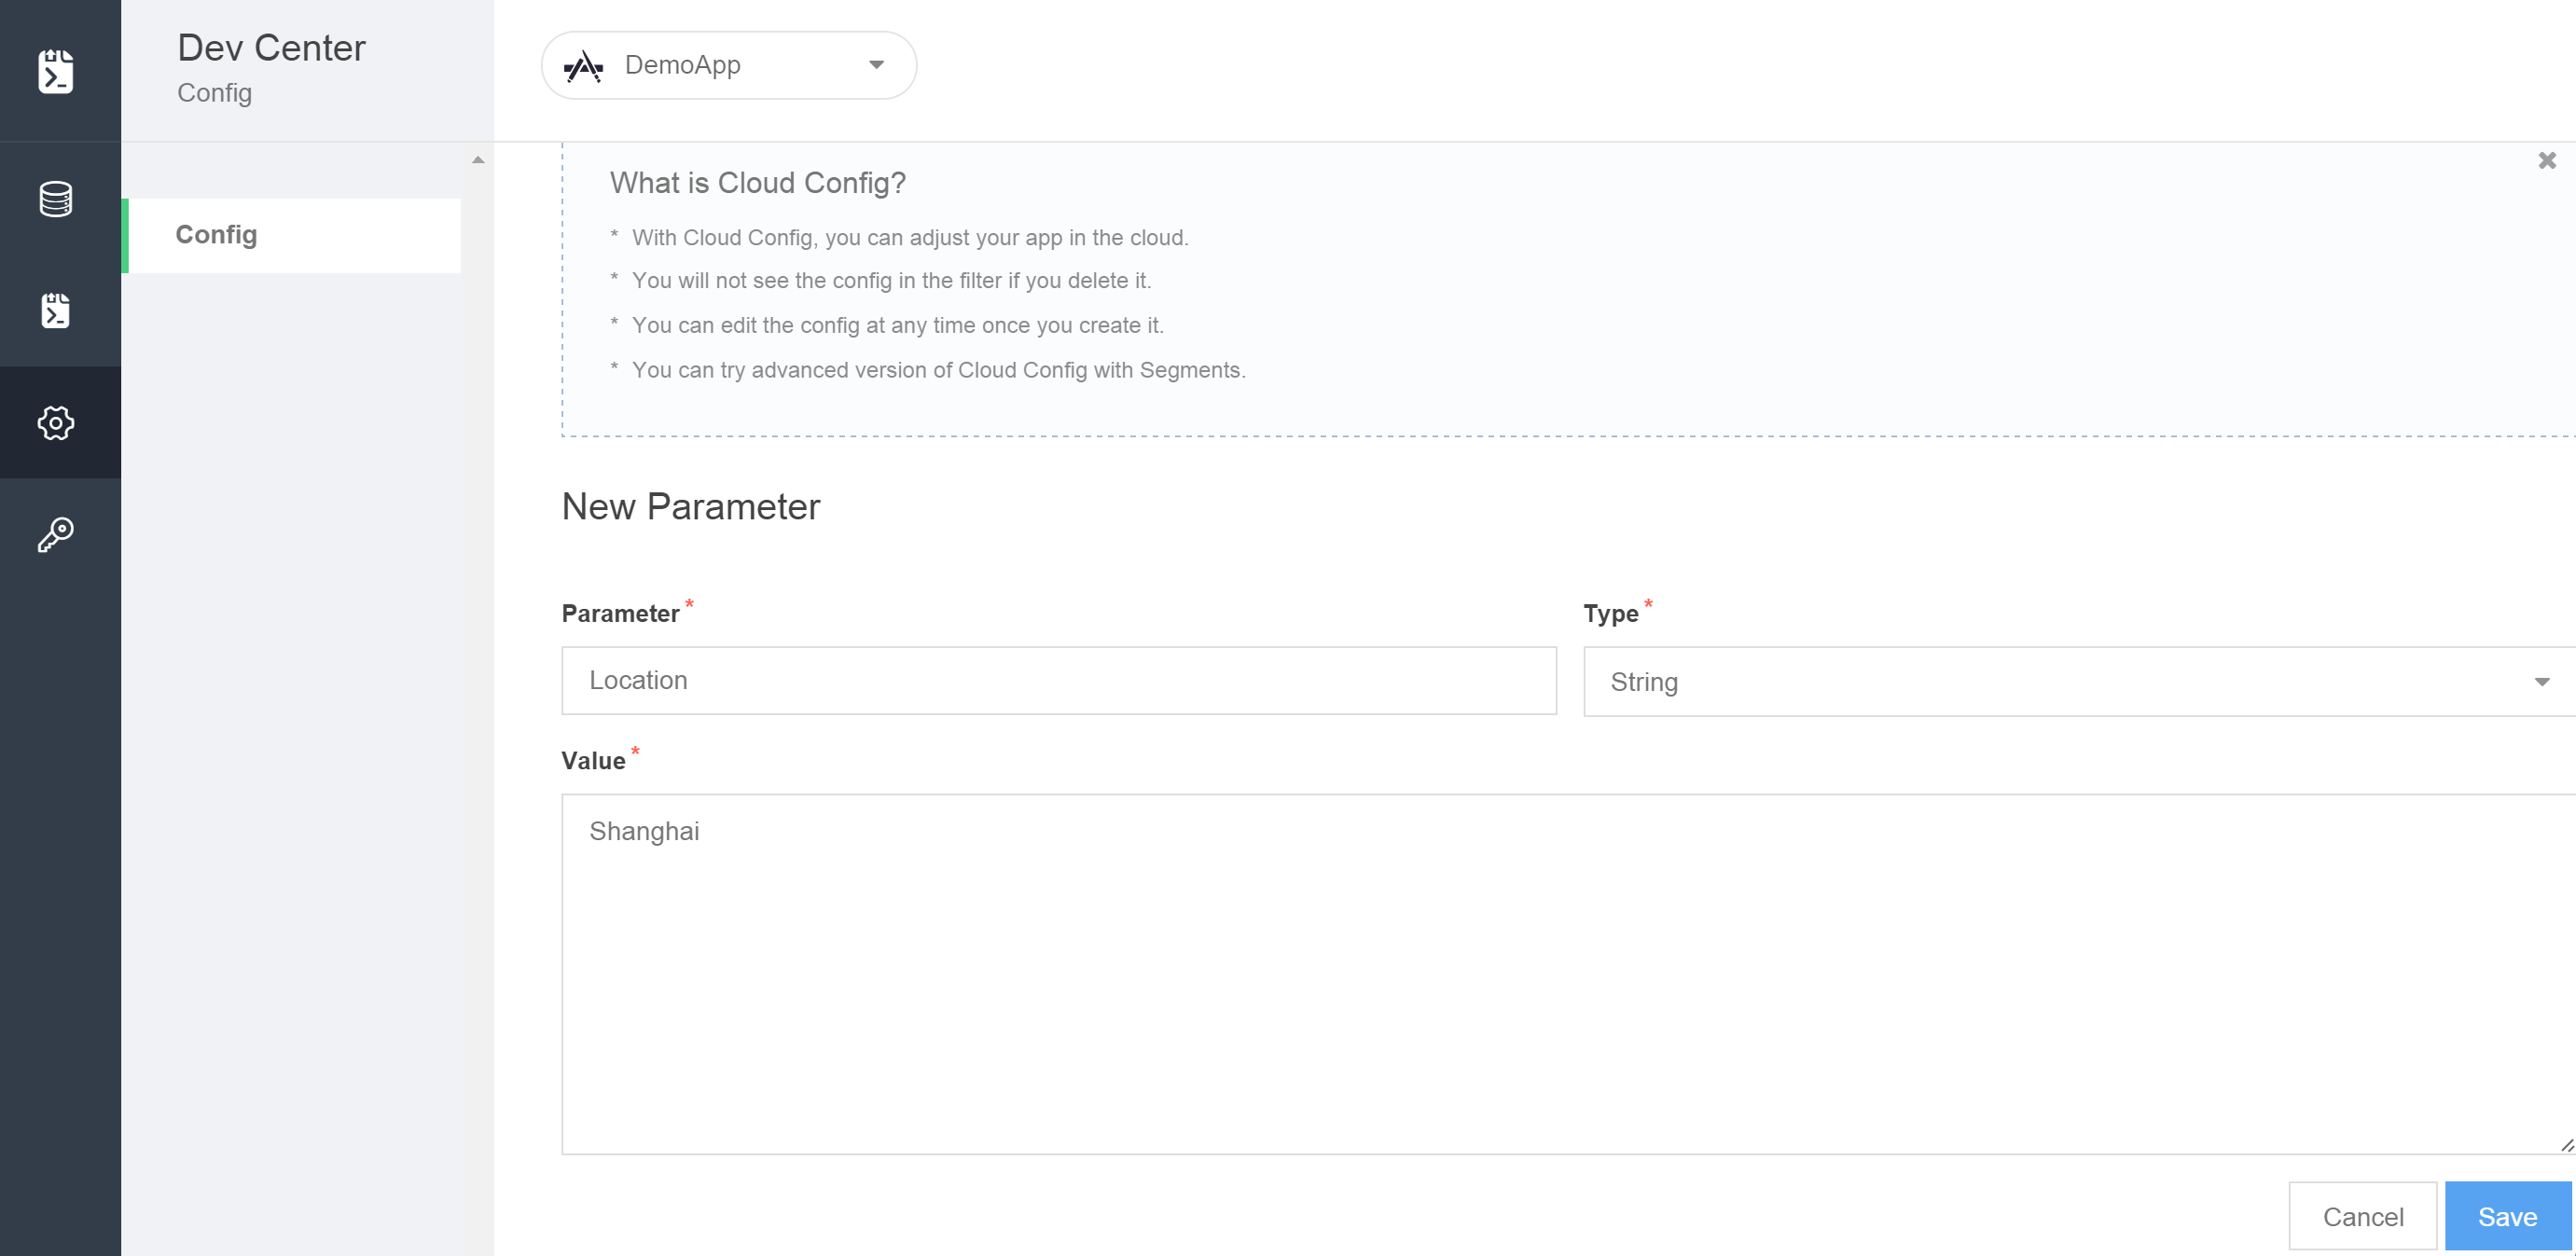 Dev Center
Config
DemoApp
Config
What is Cloud Config?
* With Cloud Config, you can adjust your app in the cloud.
* You will not see the config in the filter if you delete it.
* You can edit the config at any time once you create it.
* You can try advanced version of Cloud Config with Segments.
New Parameter
Parameter *
Type *
Location
String
Value *
Shanghai
Cancel
Save